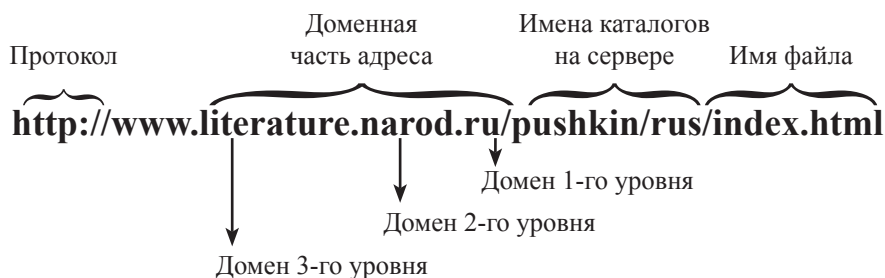 Доменная
часть адреса
Имена каталогов
на сервере
Протокол
Имя файла
http://www.literature.narod.ru/pushkin/rus/index.html
Домен 1-го уровня
Домен 2-го уровня
Домен 3-го уровня